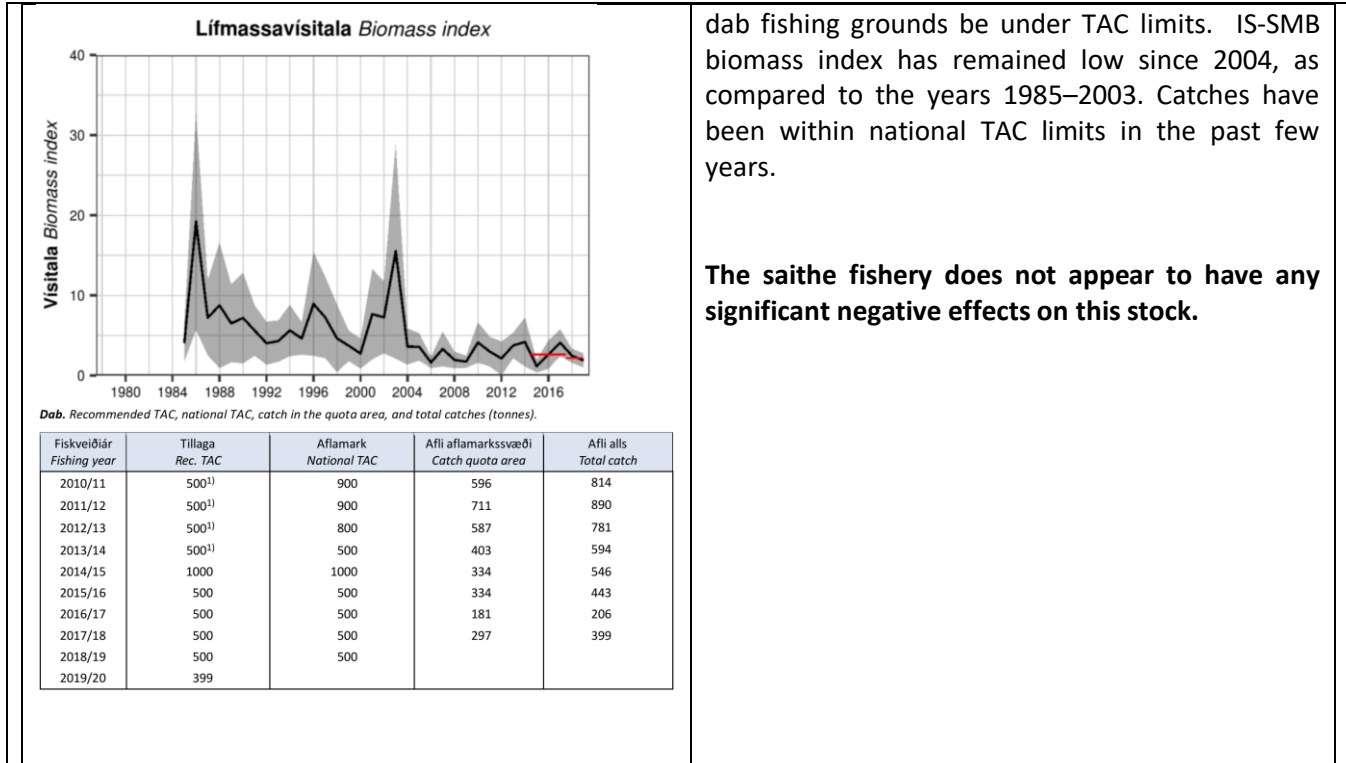 Lífmassavísitala Biomass index
40
30
20
10
0
Vísitala Biomass index
1980 1984 1988 1992 1996 2000 2004 2008 2012 2016
Dab. Recommended TAC, national TAC, catch in the quota area, and total catches (tonnes).
Fiskveiðiár Tillaga Aflamark Afli aflamarkssvæði Afli alls
Fishing year Rec. TAC National TAC Catch quota area Total catch
2010/11 500¹⁾ 900 596 814
2011/12 500¹⁾ 900 711 890
2012/13 500¹⁾ 800 587 781
2013/14 500¹⁾ 500 403 594
2014/15 1000 1000 334 546
2015/16 500 500 334 443
2016/17 500 500 181 206
2017/18 500 500 297 399
2018/19 500 500
2019/20 399
dab fishing grounds be under TAC limits. IS-SMB
biomass index has remained low since 2004, as
compared to the years 1985–2003. Catches have
been within national TAC limits in the past few
years.
The saithe fishery does not appear to have any
significant negative effects on this stock.